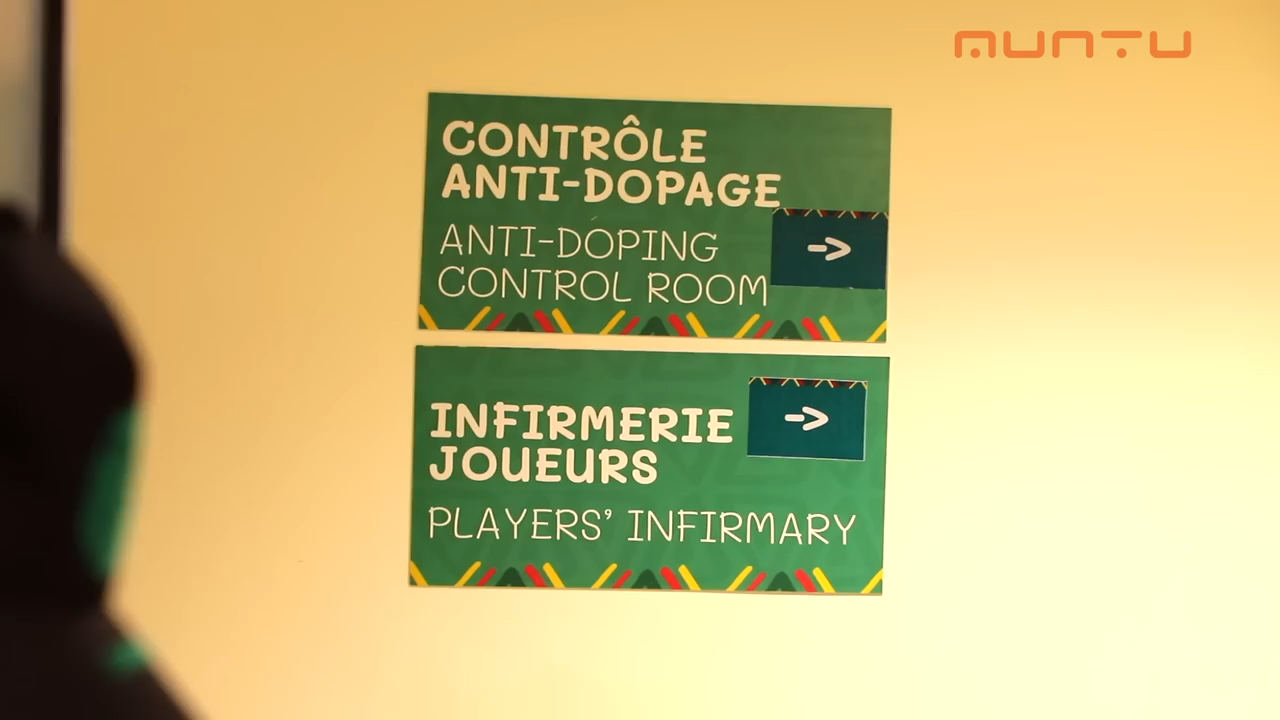 MUNTU
CONTRÔLE
ANTI-DOPAGE
ANTI-DOPING
CONTROL ROOM
->
INFIRMERIE
JOUEURS
->
PLAYERS’ INFIRMARY